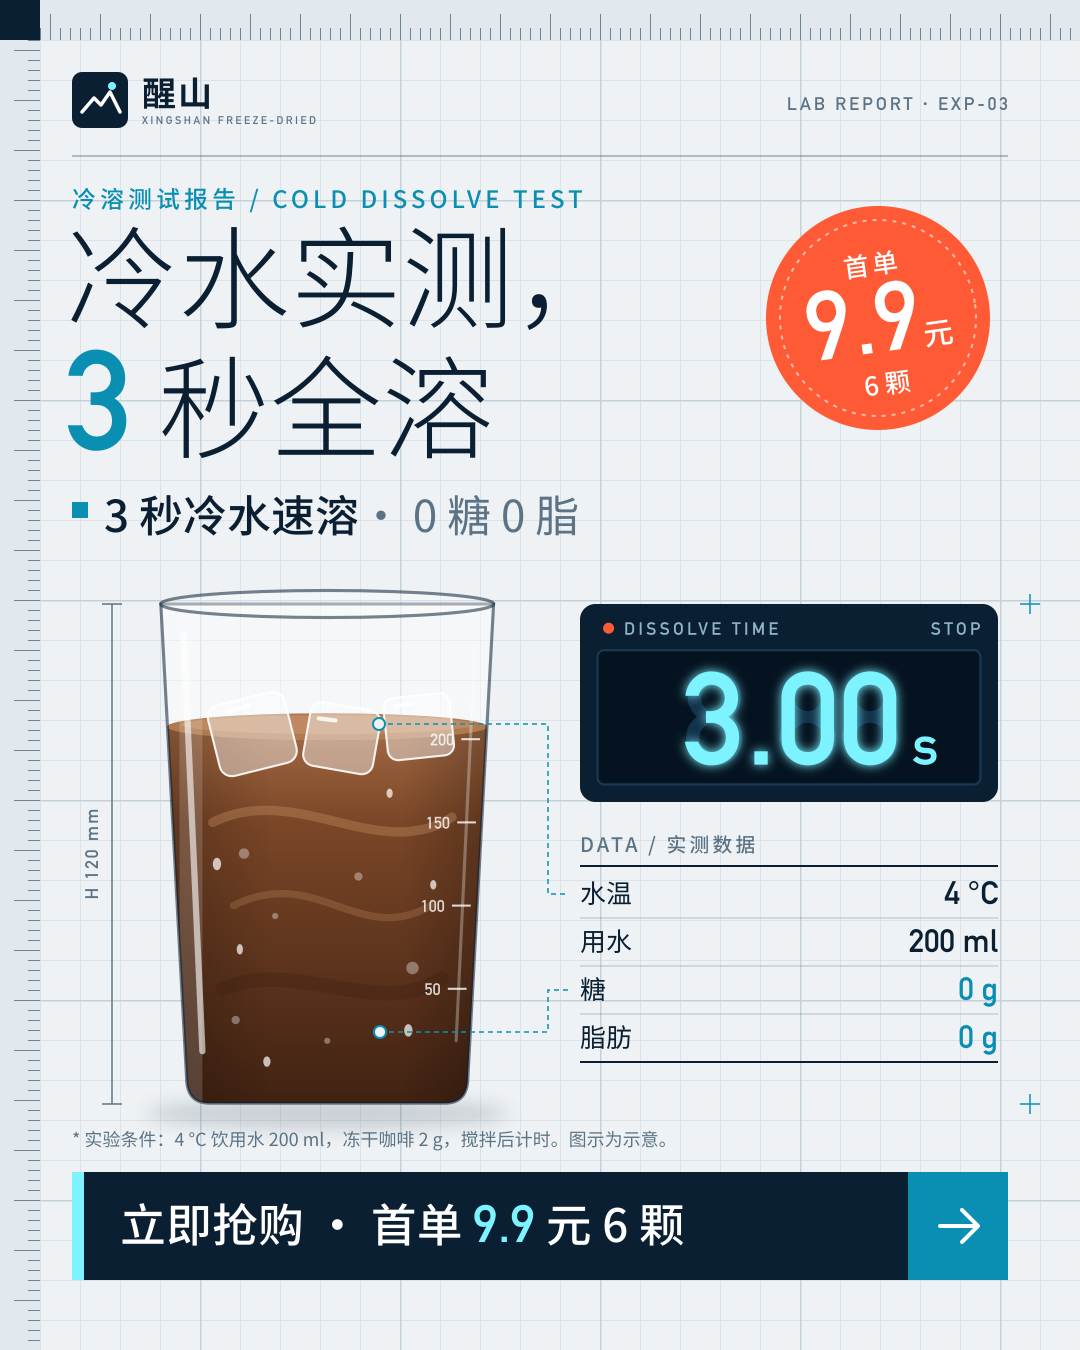 醒山
XINGSHAN FREEZE-DRIED
LAB REPORT · EXP-03
冷溶测试报告 / COLD DISSOLVE TEST
冷水实测，
3 秒全溶
首单
9.9元
6 颗
3 秒冷水速溶 · 0 糖 0 脂
DISSOLVE TIME
STOP
3.00 s
200
150
100
50
H 120 mm
DATA / 实测数据
水温 4 °C
用水 200 ml
糖 0 g
脂肪 0 g
* 实验条件：4 °C 饮用水 200 ml，冻干咖啡 2 g，搅拌后计时。图示为示意。
立即抢购 · 首单 9.9 元 6 颗